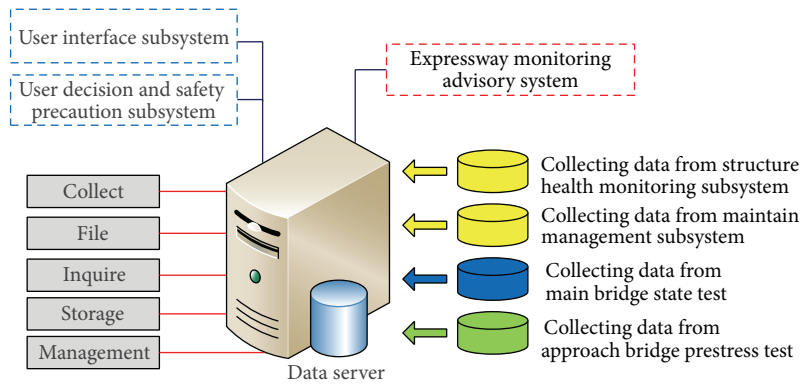 User interface subsystem
User decision and safety
precaution subsystem
Expressway monitoring
advisory system
Collect
File
Inquire
Storage
Management
Data server
Collecting data from structure
health monitoring subsystem
Collecting data from maintain
management subsystem
Collecting data from
main bridge state test
Collecting data from
approach bridge prestress test